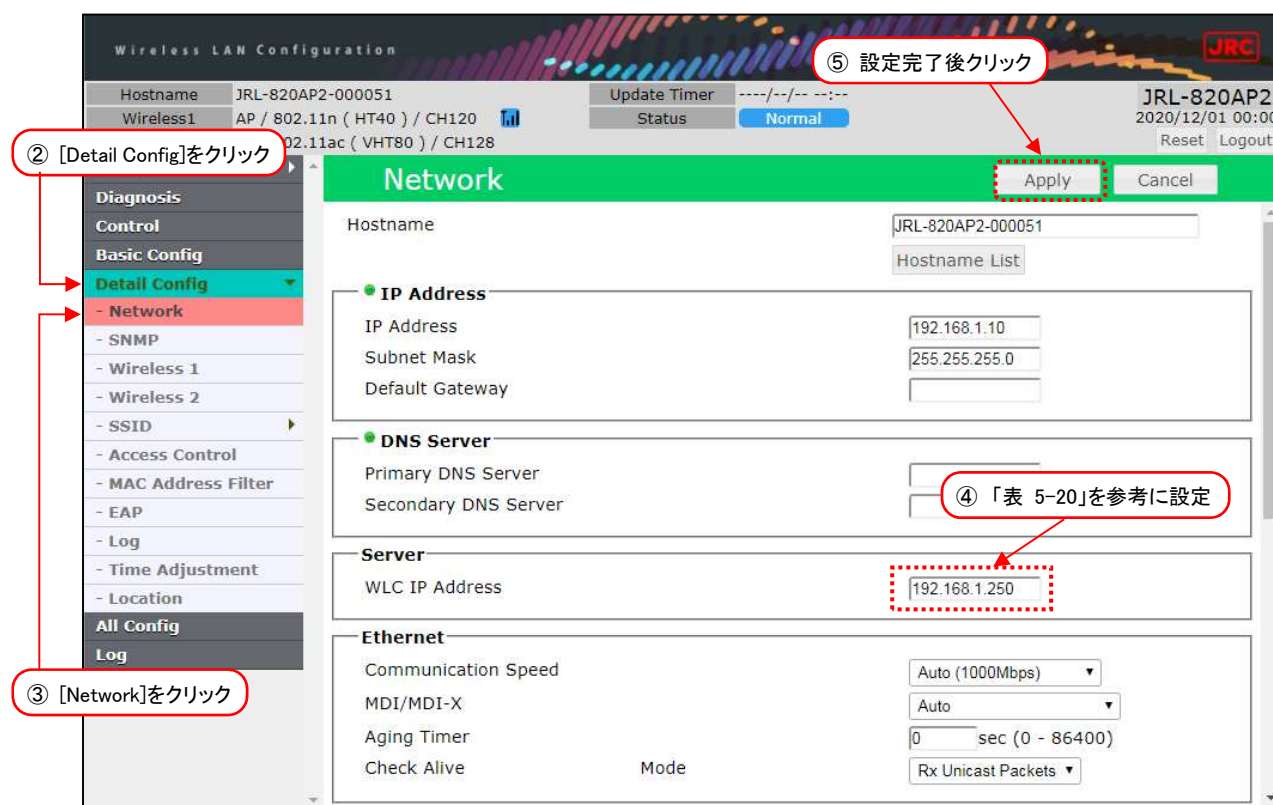 Wireless LAN Configuration
JRC
⑤ 設定完了後クリック
Hostname JRL-820AP2-000051 Update Timer ----/--/-- --:-- JRL-820AP2
Wireless1 AP / 802.11n ( HT40 ) / CH120 Status Normal 2020/12/01 00:00
02.11ac ( VHT80 ) / CH128 Reset Logout
② [Detail Config]をクリック
Network Apply Cancel
Diagnosis
Control
Basic Config
Detail Config
- Network
- SNMP
- Wireless 1
- Wireless 2
- SSID
- Access Control
- MAC Address Filter
- EAP
- Log
- Time Adjustment
- Location
All Config
Log
③ [Network]をクリック
Hostname JRL-820AP2-000051
Hostname List
IP Address
IP Address 192.168.1.10
Subnet Mask 255.255.255.0
Default Gateway
DNS Server
Primary DNS Server
Secondary DNS Server
④ 「表 5-20」を参考に設定
Server
WLC IP Address 192.168.1.250
Ethernet
Communication Speed Auto (1000Mbps)
MDI/MDI-X Auto
Aging Timer 0 sec (0 - 86400)
Check Alive Mode Rx Unicast Packets